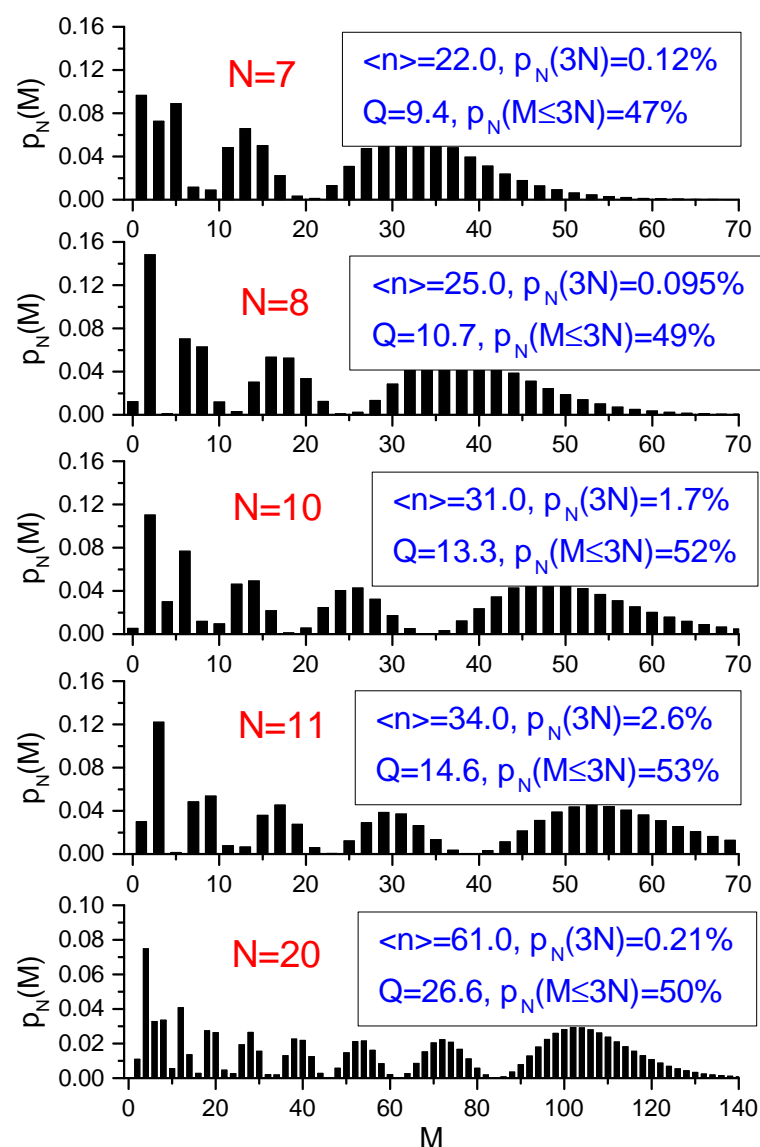 0.16
0.12
0.08
0.04
0.00
p_N(M)
N=7
<n>=22.0, p_N(3N)=0.12%
Q=9.4, p_N(M≤3N)=47%
0 10 20 30 40 50 60 70
0.16
0.12
0.08
0.04
0.00
p_N(M)
N=8
<n>=25.0, p_N(3N)=0.095%
Q=10.7, p_N(M≤3N)=49%
0 10 20 30 40 50 60 70
0.16
0.12
0.08
0.04
0.00
p_N(M)
N=10
<n>=31.0, p_N(3N)=1.7%
Q=13.3, p_N(M≤3N)=52%
0 10 20 30 40 50 60 70
0.16
0.12
0.08
0.04
0.00
p_N(M)
N=11
<n>=34.0, p_N(3N)=2.6%
Q=14.6, p_N(M≤3N)=53%
0 10 20 30 40 50 60 70
0.10
0.08
0.06
0.04
0.02
0.00
p_N(M)
N=20
<n>=61.0, p_N(3N)=0.21%
Q=26.6, p_N(M≤3N)=50%
0 20 40 60 80 100 120 140
M